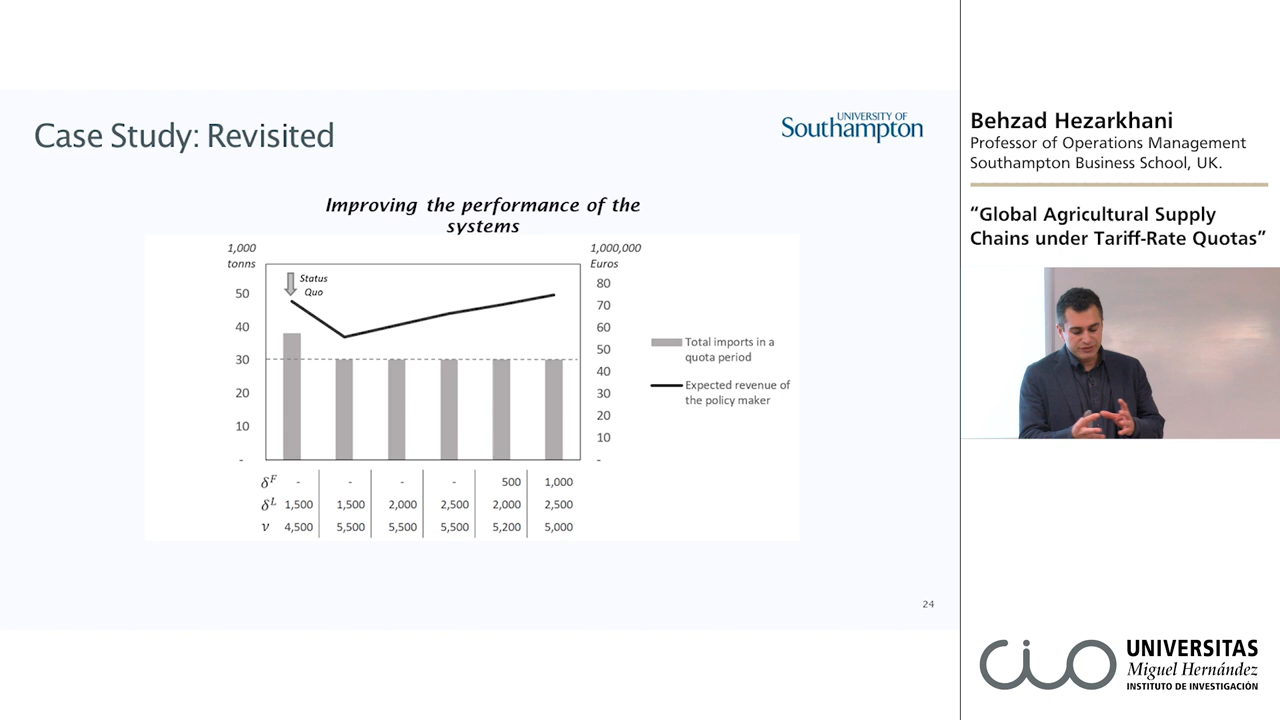 Case Study: Revisited
UNIVERSITY OF
Southampton
Improving the performance of the
systems
1,000
tonns
1,000,000
Euros
Status
Quo
50
40
30
20
10
-
80
70
60
50
40
30
20
10
-
Total imports in a
quota period
Expected revenue of
the policy maker
δF - - - - 500 1,000
δL 1,500 1,500 2,000 2,500 2,000 2,500
ν 4,500 5,500 5,500 5,500 5,200 5,000
24
Behzad Hezarkhani
Professor of Operations Management
Southampton Business School, UK.
“Global Agricultural Supply
Chains under Tariff-Rate Quotas”
cio
UNIVERSITAS
Miguel Hernández
INSTITUTO DE INVESTIGACIÓN